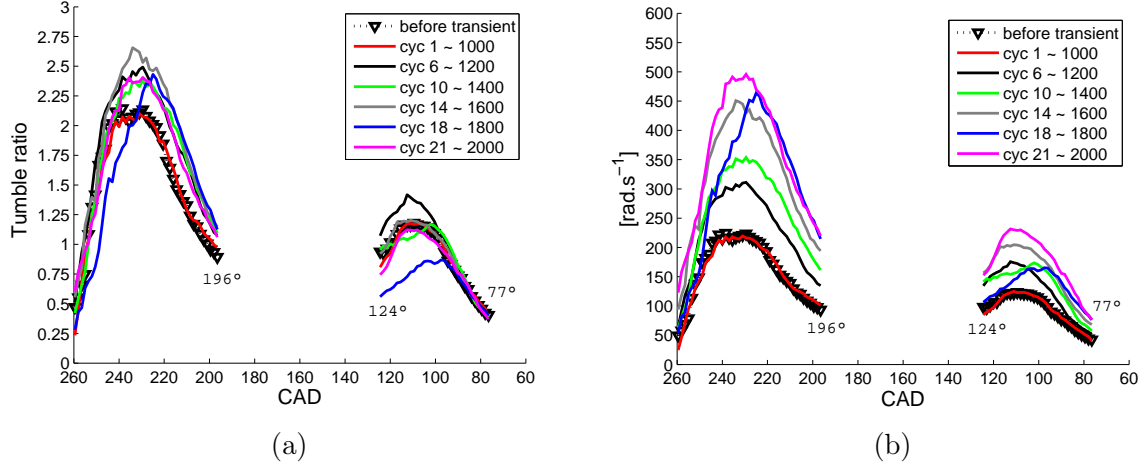 3
2.75
2.5
2.25
2
1.75
1.5
1.25
1
0.75
0.5
0.25
0
260 240 220 200 180 160 140 120 100 80 60
Tumble ratio
CAD
before transient
cyc 1 ~ 1000
cyc 6 ~ 1200
cyc 10 ~ 1400
cyc 14 ~ 1600
cyc 18 ~ 1800
cyc 21 ~ 2000
196°
124°
77°
(a)
600
550
500
450
400
350
300
250
200
150
100
50
0
260 240 220 200 180 160 140 120 100 80 60
[rad.s⁻¹]
CAD
before transient
cyc 1 ~ 1000
cyc 6 ~ 1200
cyc 10 ~ 1400
cyc 14 ~ 1600
cyc 18 ~ 1800
cyc 21 ~ 2000
196°
124°
77°
(b)